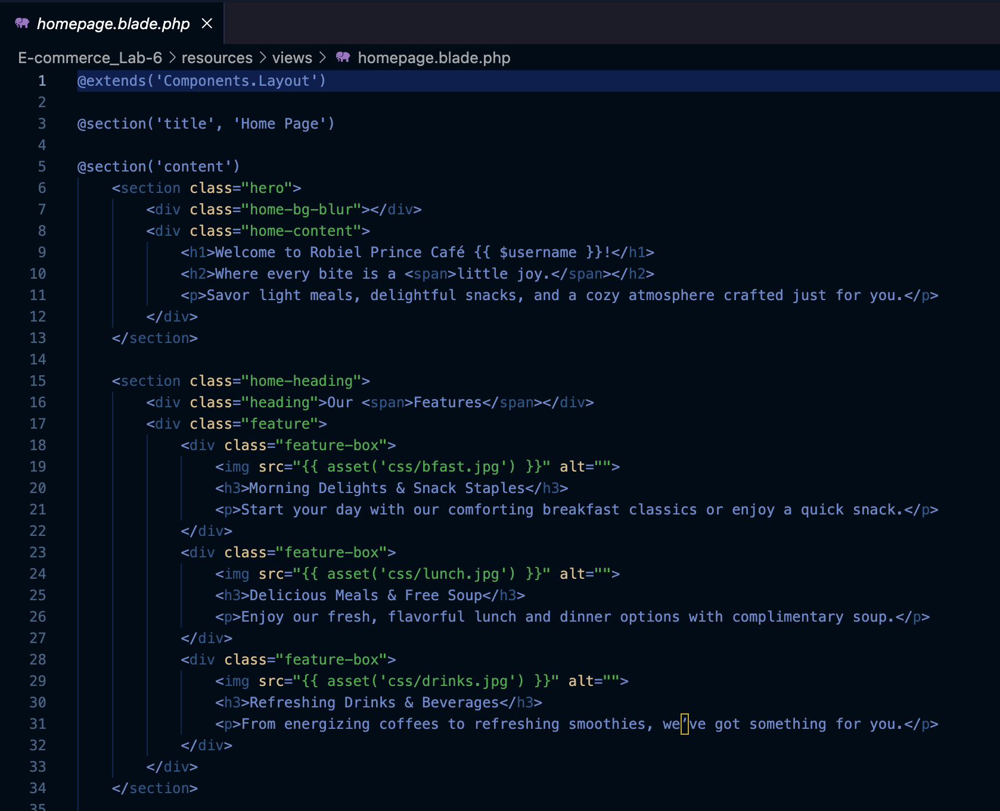 homepage.blade.php
E-commerce_Lab-6 > resources > views > homepage.blade.php
1 @extends('Components.Layout')
2
3 @section('title', 'Home Page')
4
5 @section('content')
6     <section class="hero">
7         <div class="home-bg-blur"></div>
8         <div class="home-content">
9             <h1>Welcome to Robiel Prince Café {{ $username }}!</h1>
10             <h2>Where every bite is a <span>little joy.</span></h2>
11             <p>Savor light meals, delightful snacks, and a cozy atmosphere crafted just for you.</p>
12         </div>
13     </section>
14
15     <section class="home-heading">
16         <div class="heading">Our <span>Features</span></div>
17         <div class="feature">
18             <div class="feature-box">
19                 <img src="{{ asset('css/bfast.jpg') }}" alt="">
20                 <h3>Morning Delights & Snack Staples</h3>
21                 <p>Start your day with our comforting breakfast classics or enjoy a quick snack.</p>
22             </div>
23             <div class="feature-box">
24                 <img src="{{ asset('css/lunch.jpg') }}" alt="">
25                 <h3>Delicious Meals & Free Soup</h3>
26                 <p>Enjoy our fresh, flavorful lunch and dinner options with complimentary soup.</p>
27             </div>
28             <div class="feature-box">
29                 <img src="{{ asset('css/drinks.jpg') }}" alt="">
30                 <h3>Refreshing Drinks & Beverages</h3>
31                 <p>From energizing coffees to refreshing smoothies, we’ve got something for you.</p>
32             </div>
33         </div>
34     </section>
35